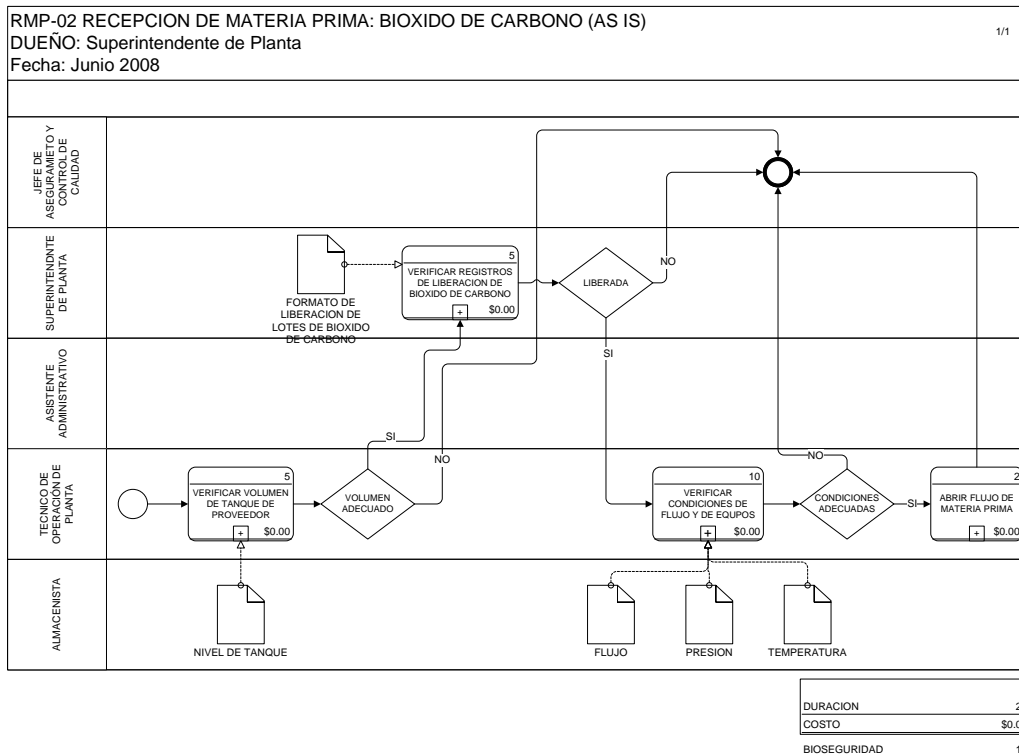 RMP-02 RECEPCION DE MATERIA PRIMA: BIOXIDO DE CARBONO (AS IS)
DUEÑO: Superintendente de Planta
Fecha: Junio 2008
1/1
JEFE DE
ASEGURAMIETO Y
CONTROL DE
CALIDAD
SUPERINTENDNTE
DE PLANTA
FORMATO DE
LIBERACION DE
LOTES DE BIOXIDO
DE CARBONO
5
VERIFICAR REGISTROS
DE LIBERACION DE
BIOXIDO DE CARBONO
+
$0.00
LIBERADA
NO
SI
ASISTENTE
ADMINISTRATIVO
SI
NO
NO
TECNICO DE
OPERACIÓN DE
PLANTA
5
VERIFICAR VOLUMEN
DE TANQUE DE
PROVEEDOR
+
$0.00
VOLUMEN
ADECUADO
10
VERIFICAR
CONDICIONES DE
FLUJO Y DE EQUPOS
+
$0.00
CONDICIONES
ADECUADAS
SI
2
ABRIR FLUJO DE
MATERIA PRIMA
+
$0.00
ALMACENISTA
NIVEL DE TANQUE
FLUJO
PRESION
TEMPERATURA
DURACION
COSTO
BIOSEGURIDAD